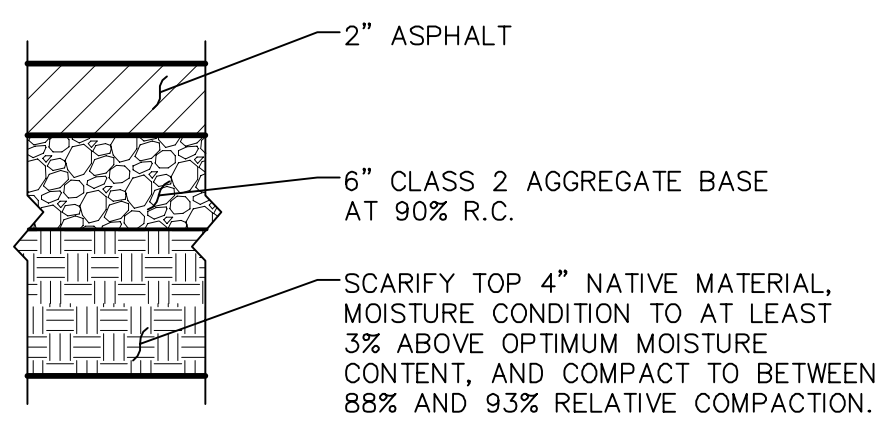 2” ASPHALT
6” CLASS 2 AGGREGATE BASE
AT 90% R.C.
SCARIFY TOP 4” NATIVE MATERIAL,
MOISTURE CONDITION TO AT LEAST
3% ABOVE OPTIMUM MOISTURE
CONTENT, AND COMPACT TO BETWEEN
88% AND 93% RELATIVE COMPACTION.